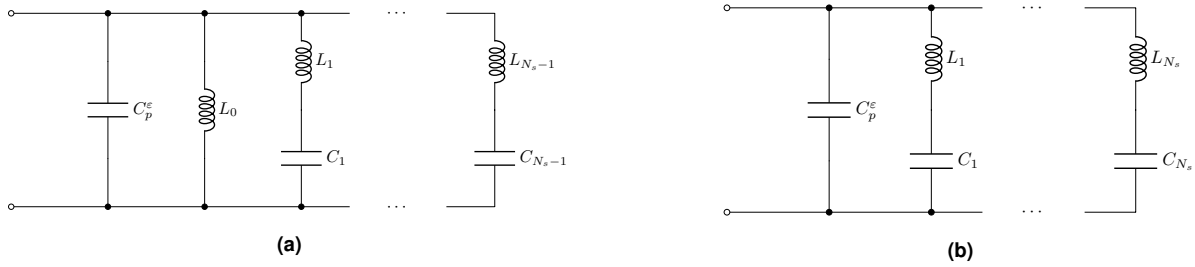 ... ...
L_1 L_{N_s-1} L_1 L_{N_s}
C_p^ε L_0 C_p^ε
C_1 C_{N_s-1} C_1 C_{N_s}
... ...
(a) (b)